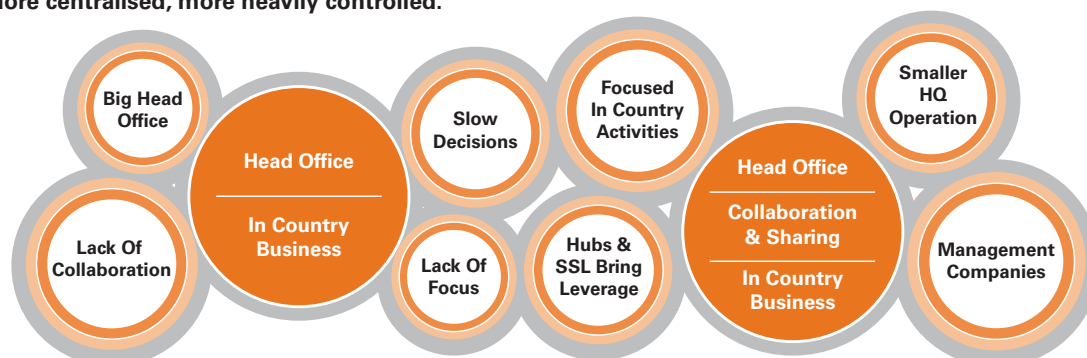 more centralised, more heavily controlled.
Big Head
Office
Lack Of
Collaboration
Head Office
In Country
Business
Slow
Decisions
Lack Of
Focus
Focused
In Country
Activities
Hubs &
SSL Bring
Leverage
Head Office
Collaboration
& Sharing
In Country
Business
Smaller
HQ
Operation
Management
Companies